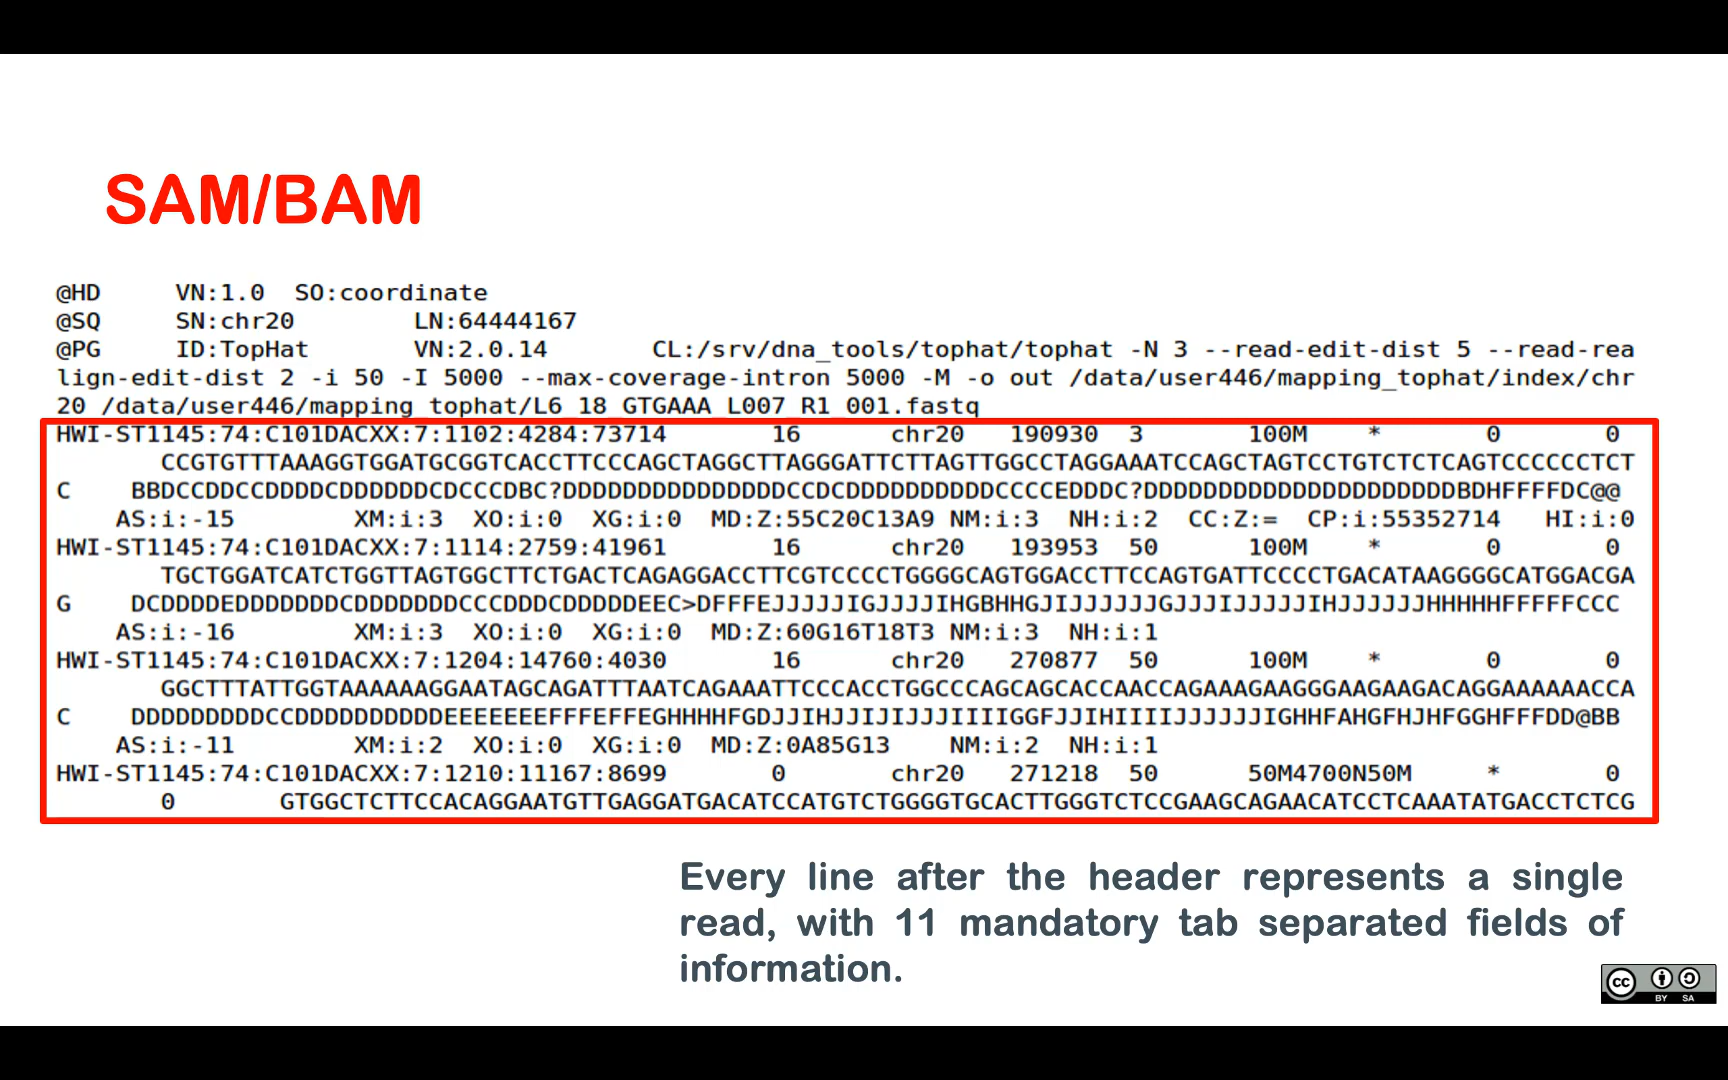 SAM/BAM
@HD VN:1.0 SO:coordinate
@SQ SN:chr20 LN:64444167
@PG ID:TopHat VN:2.0.14 CL:/srv/dna_tools/tophat/tophat -N 3 --read-edit-dist 5 --read-rea
lign-edit-dist 2 -i 50 -I 5000 --max-coverage-intron 5000 -M -o out /data/user446/mapping_tophat/index/chr
20 /data/user446/mapping_tophat/L6_18_GTGAAA_L007_R1_001.fastq
HWI-ST1145:74:C101DACXX:7:1102:4284:73714 16 chr20 190930 3 100M * 0 0
CCGTGTTTAAAGGTGGATGCGGTCACCTTCCCAGCTAGGCTTAGGGATTCTTAGTTGGCCTAGGAAATCCAGCTAGTCCTGTCTCTCAGTCCCCCCTCT
C BBDCCDDCCDDDDCDDDDDDCDCCCDBC?DDDDDDDDDDDDDDDCCDCDDDDDDDDDDCCCCEDDDC?DDDDDDDDDDDDDDDDDDDDDBDHFFFFDC@@
AS:i:-15 XM:i:3 XO:i:0 XG:i:0 MD:Z:55C20C13A9 NM:i:3 NH:i:2 CC:Z:= CP:i:55352714 HI:i:0
HWI-ST1145:74:C101DACXX:7:1114:2759:41961 16 chr20 193953 50 100M * 0 0
TGCTGGATCATCTGGTTAGTGGCTTCTGACTCAGAGGACCTTCGTCCCCTGGGGCAGTGGACCTTCCAGTGATTCCCCTGACATAAGGGGCATGGACGA
G DCDDDDEDDDDDDDCDDDDDDDCCCDDDCDDDDDEEC>DFFFEJJJJJIGJJJJIHGBHHGJIJJJJJJGJJJIJJJJJIHJJJJJJHHHHHFFFFFCCC
AS:i:-16 XM:i:3 XO:i:0 XG:i:0 MD:Z:60G16T18T3 NM:i:3 NH:i:1
HWI-ST1145:74:C101DACXX:7:1204:14760:4030 16 chr20 270877 50 100M * 0 0
GGCTTTATTGGTAAAAAAGGAATAGCAGATTTAATCAGAAATTCCCACCTGGCCCAGCAGCACCAACCAGAAAGAAGGGAAGAAGACAGGAAAAAACCA
C DDDDDDDDDCCDDDDDDDDDDEEEEEEEFFFEFFEGHHHHFGDJJIHJJIJIJJJIIIIGGFJJIHIIIIJJJJJJIGHHFAHGFHJHFGGHFFFDD@BB
AS:i:-11 XM:i:2 XO:i:0 XG:i:0 MD:Z:0A85G13 NM:i:2 NH:i:1
HWI-ST1145:74:C101DACXX:7:1210:11167:8699 0 chr20 271218 50 50M4700N50M * 0
0 GTGGCTCTTCCACAGGAATGTTGAGGATGACATCCATGTCTGGGGTGCACTTGGGTCTCCGAAGCAGAACATCCTCAAATATGACCTCTCG
Every line after the header represents a single
read, with 11 mandatory tab separated fields of
information.
cc
BY SA